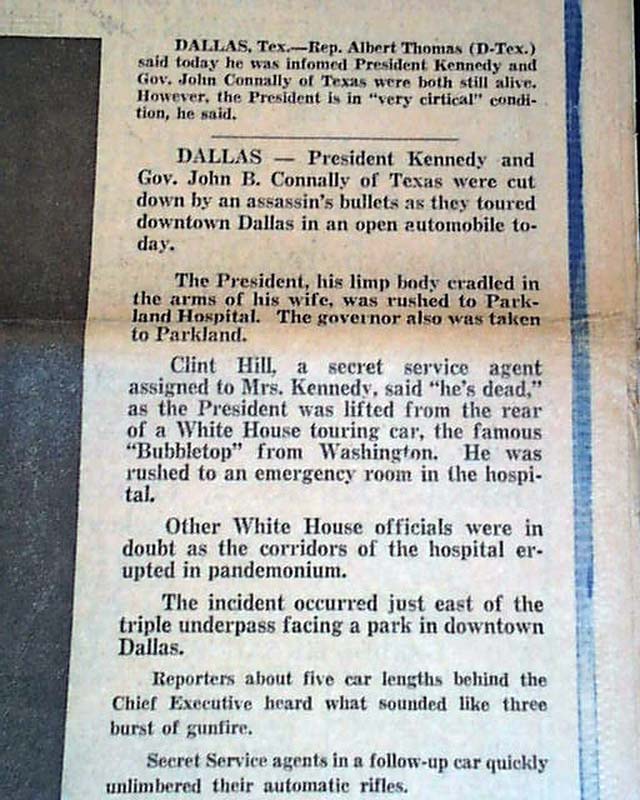 DALLAS, Tex.—Rep. Albert Thomas (D-Tex.)
said today he was infomed President Kennedy and
Gov. John Connally of Texas were both still alive.
However, the President is in "very cirtical" condi-
tion, he said.
DALLAS — President Kennedy and
Gov. John B. Connally of Texas were cut
down by an assassin's bullets as they toured
downtown Dallas in an open automobile to-
day.
The President, his limp body cradled in
the arms of his wife, was rushed to Park-
land Hospital. The governor also was taken
to Parkland.
Clint Hill, a secret service agent
assigned to Mrs. Kennedy, said "he's dead,"
as the President was lifted from the rear
of a White House touring car, the famous
"Bubbletop" from Washington. He was
rushed to an emergency room in the hospi-
tal.
Other White House officials were in
doubt as the corridors of the hospital er-
upted in pandemonium.
The incident occurred just east of the
triple underpass facing a park in downtown
Dallas.
Reporters about five car lengths behind the
Chief Executive heard what sounded like three
burst of gunfire.
Secret Service agents in a follow-up car quickly
unlimbered their automatic rifles.